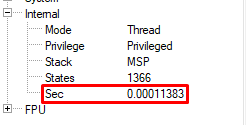 System
Internal
Mode Thread
Privilege Privileged
Stack MSP
States 1366
Sec 0.00011383
FPU